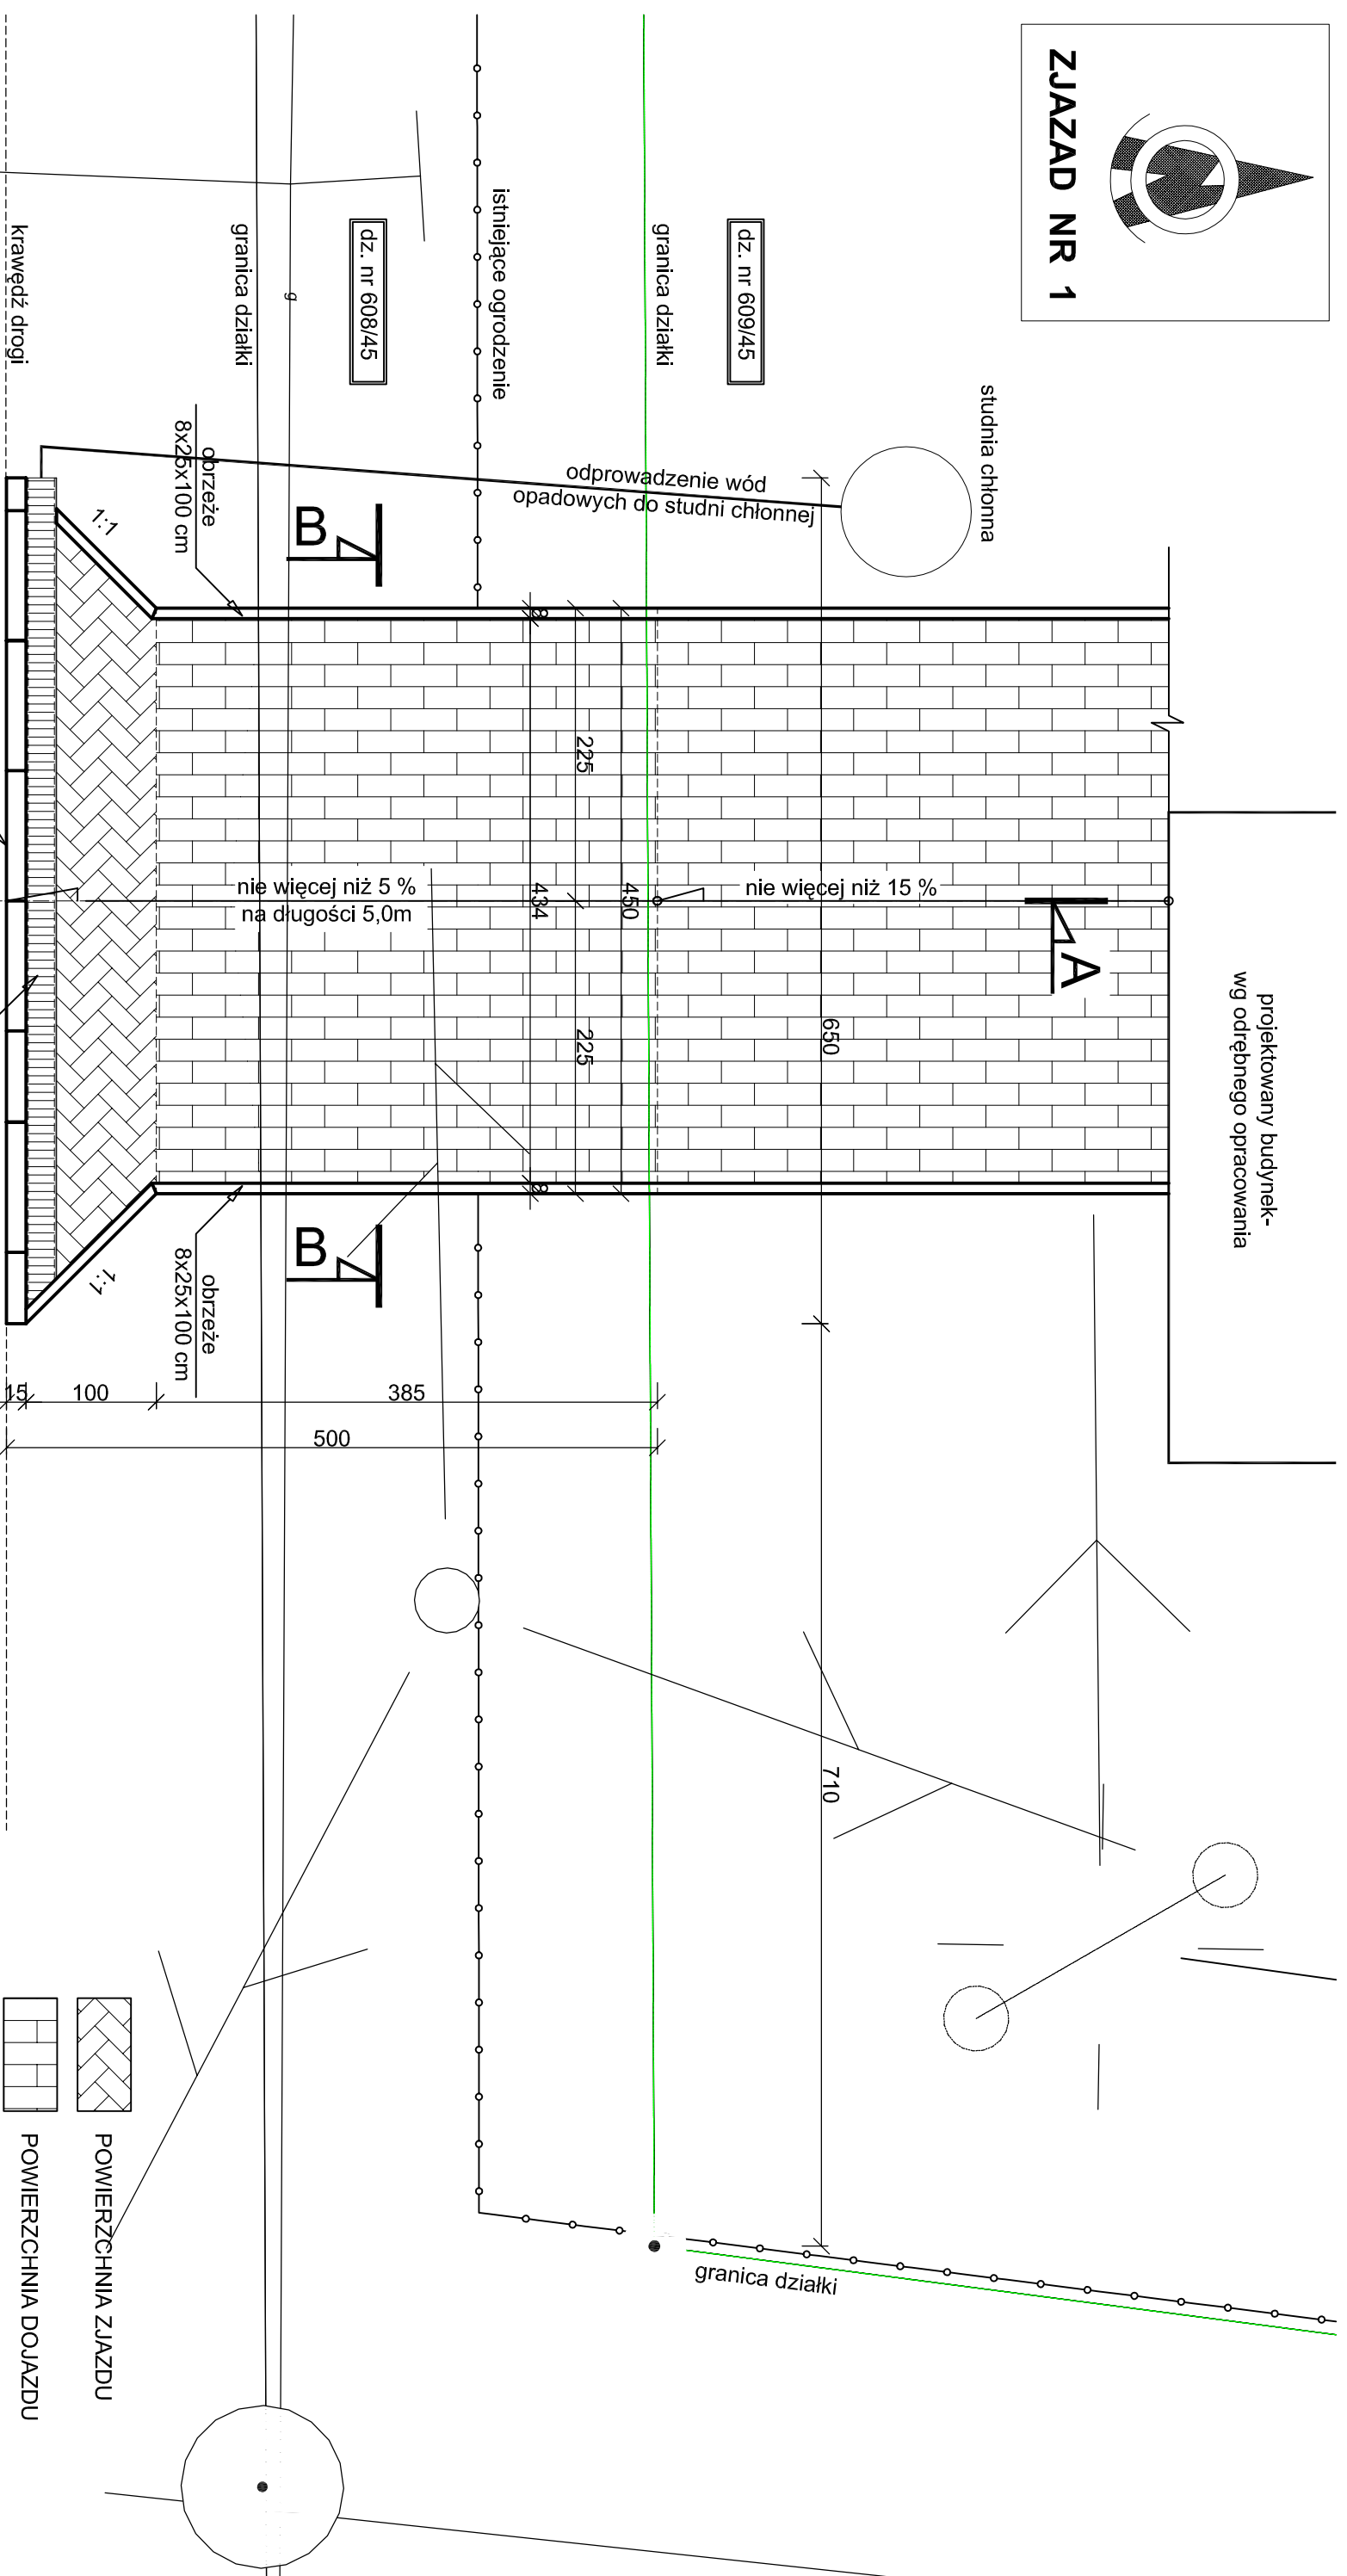 ZJAZAD NR 1
studnia chłonna
dz. nr 609/45
granica działki
istniejące ogrodzenie
dz. nr 608/45
g
granica działki
krawędź drogi
odprowadzenie wód
opadowych do studni chłonnej
obrzeże
8x25x100 cm
1:1
B
8
225
450
434
nie więcej niż 5 %
na długości 5,0m
nie więcej niż 15 %
A
650
225
8
projektowany budynek-
wg odrębnego opracowania
B
obrzeże
8x25x100 cm
1:1
15
100
385
500
710
granica działki
POWIERZCHNIA ZJAZDU
POWIERZCHNIA DOJAZDU